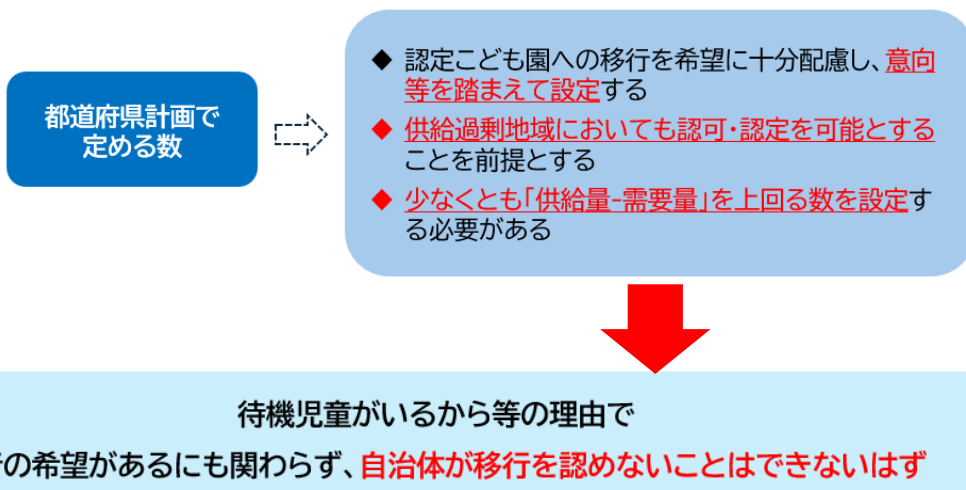 都道府県計画で
定める数
◆ 認定こども園への移行を希望に十分配慮し、意向
等を踏まえて設定する
◆ 供給過剰地域においても認可・認定を可能とする
ことを前提とする
◆ 少なくとも「供給量-需要量」を上回る数を設定す
る必要がある
待機児童がいるから等の理由で
の希望があるにも関わらず、自治体が移行を認めないことはできないはず